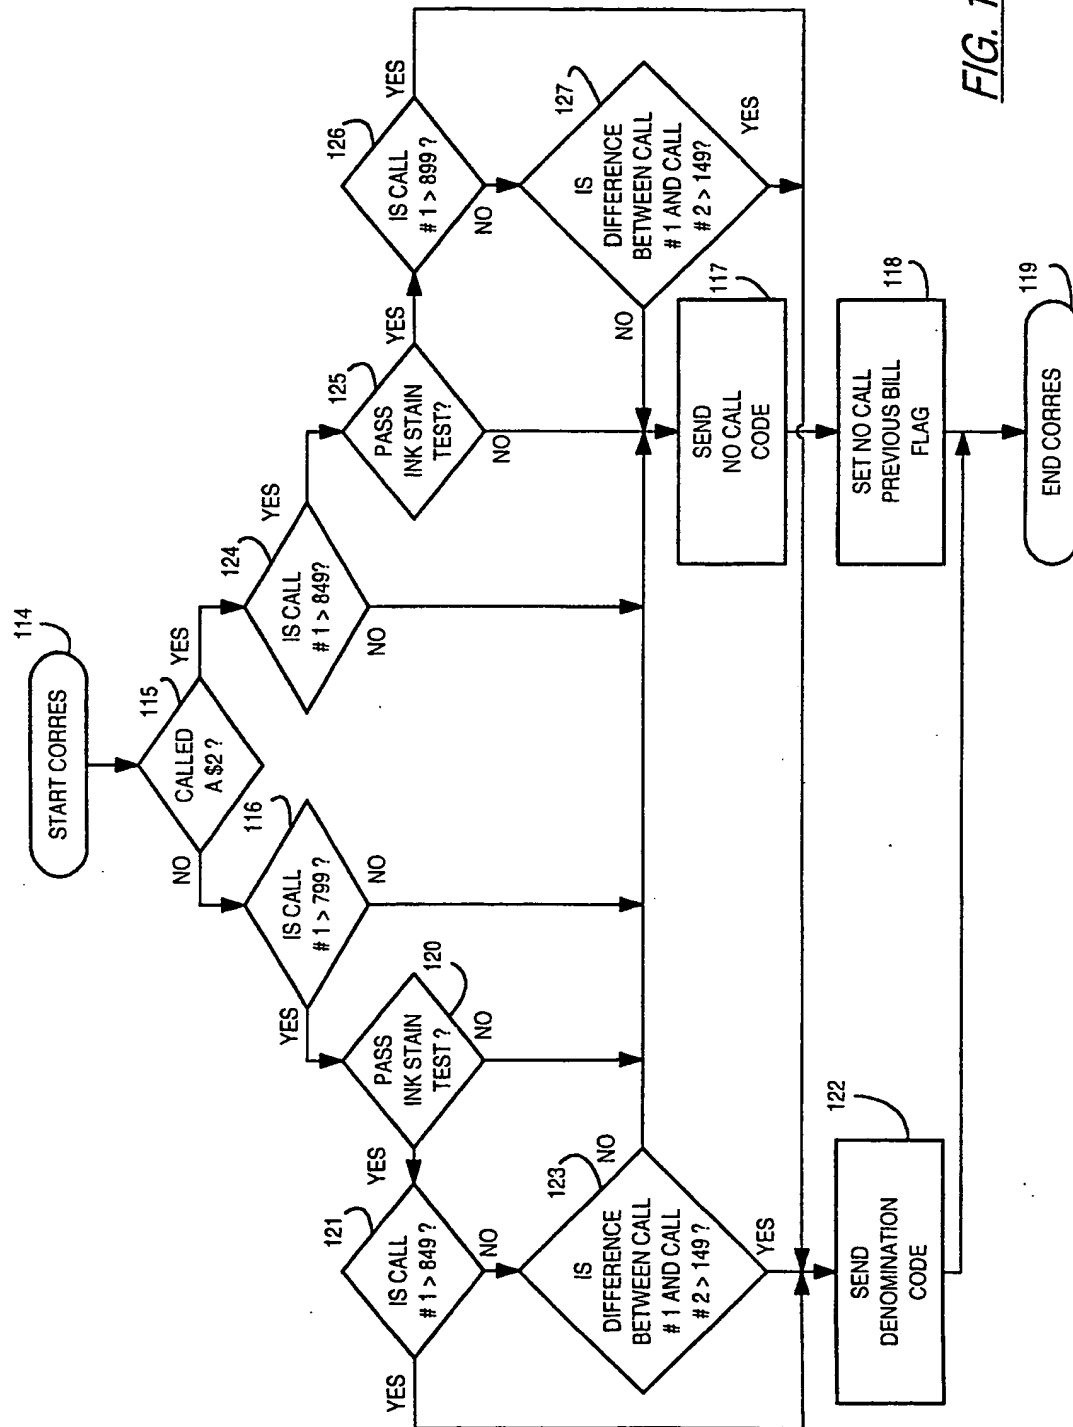 114
START CORRES
115
CALLED
A $2 ?
NO
YES
116
IS CALL
# 1 > 799 ?
YES
NO
124
IS CALL
# 1 > 849?
YES
NO
120
PASS
INK STAIN
TEST ?
YES
NO
125
PASS
INK STAIN
TEST?
YES
NO
121
IS CALL
# 1 > 849 ?
YES
NO
126
IS CALL
# 1 > 899?
YES
NO
123
IS
DIFFERENCE
BETWEEN CALL
# 1 AND CALL
# 2 > 149 ?
NO
YES
127
IS
DIFFERENCE
BETWEEN CALL
# 1 AND CALL
# 2 > 149?
NO
YES
117
SEND
NO CALL
CODE
122
SEND
DENOMINATION
CODE
118
SET NO CALL
PREVIOUS BILL
FLAG
119
END CORRES
FIG.